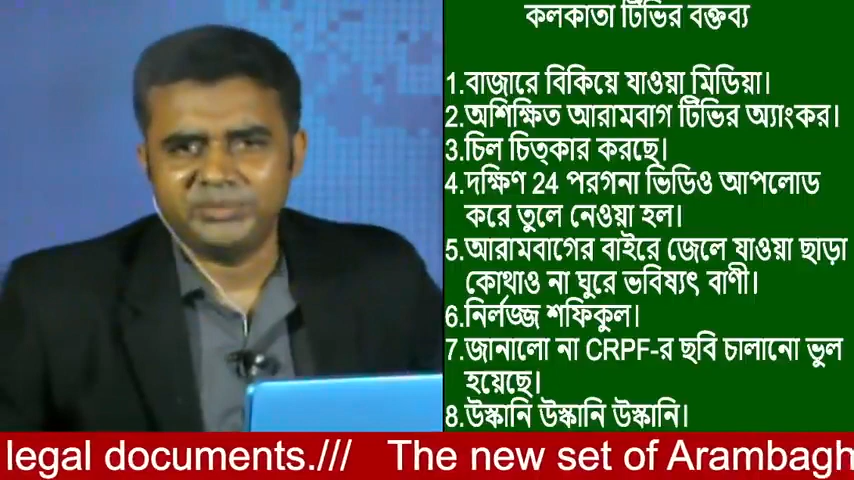 কলকাতা টিভির বক্তব্য
1.বাজারে বিকিয়ে যাওয়া মিডিয়া।
2.অশিক্ষিত আরামবাগ টিভির অ্যাংকর।
3.চিল চিত্কার করছে।
4.দক্ষিণ 24 পরগনা ভিডিও আপলোড
করে তুলে নেওয়া হল।
5.আরামবাগের বাইরে জেলে যাওয়া ছাড়া
কোথাও না ঘুরে ভবিষ্যৎ বাণী।
6.নির্লজ্জ শফিকুল।
7.জানালো না CRPF-র ছবি চালানো ভুল
হয়েছে।
8.উস্কানি উস্কানি উস্কানি।
legal documents./// The new set of Arambagh